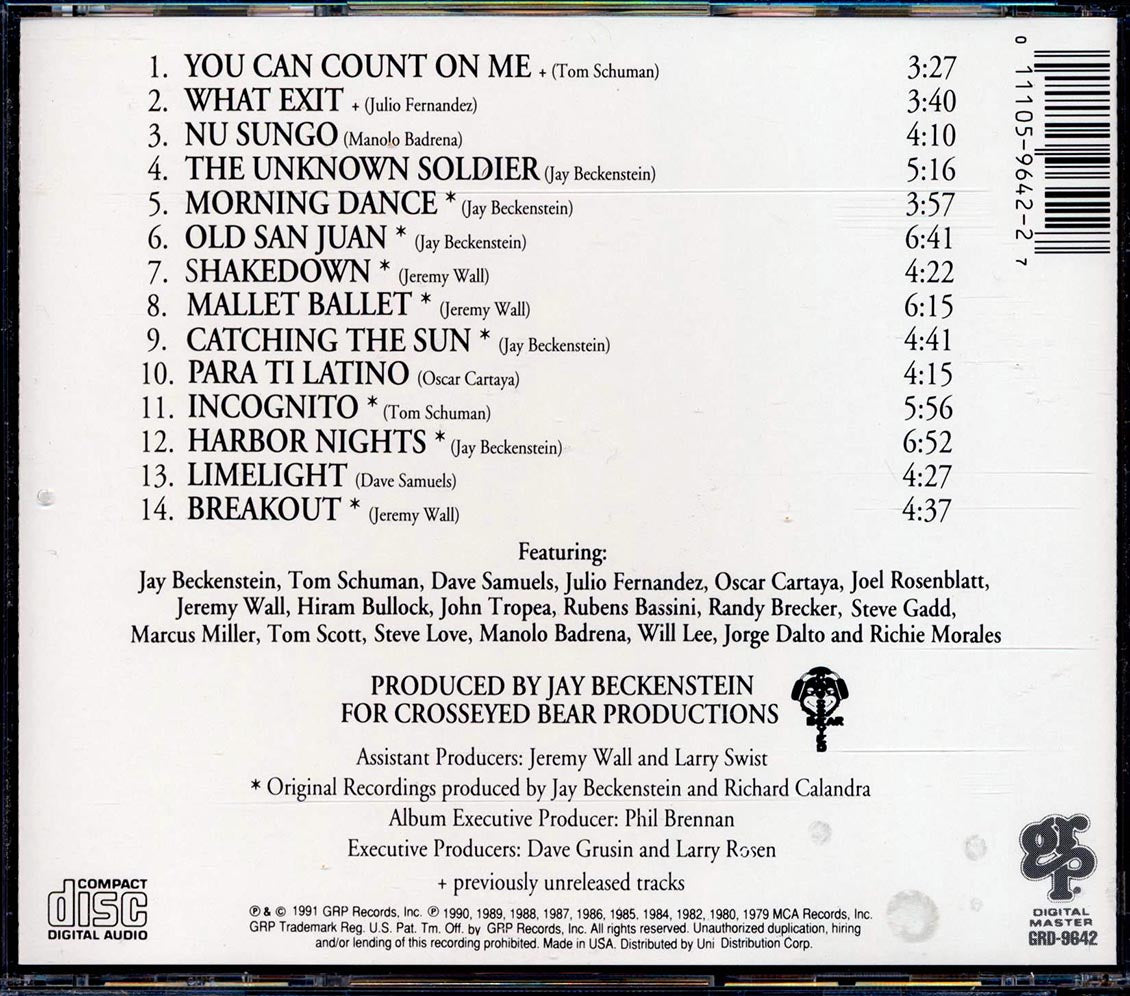 1. YOU CAN COUNT ON ME + (Tom Schuman) 3:27
2. WHAT EXIT + (Julio Fernandez) 3:40
3. NU SUNGO (Manolo Badrena) 4:10
4. THE UNKNOWN SOLDIER (Jay Beckenstein) 5:16
5. MORNING DANCE * (Jay Beckenstein) 3:57
6. OLD SAN JUAN * (Jay Beckenstein) 6:41
7. SHAKEDOWN * (Jeremy Wall) 4:22
8. MALLET BALLET * (Jeremy Wall) 6:15
9. CATCHING THE SUN * (Jay Beckenstein) 4:41
10. PARA TI LATINO (Oscar Cartaya) 4:15
11. INCOGNITO * (Tom Schuman) 5:56
12. HARBOR NIGHTS * (Jay Beckenstein) 6:52
13. LIMELIGHT (Dave Samuels) 4:27
14. BREAKOUT * (Jeremy Wall) 4:37
0 11105-9642-2 7
Featuring:
Jay Beckenstein, Tom Schuman, Dave Samuels, Julio Fernandez, Oscar Cartaya, Joel Rosenblatt,
Jeremy Wall, Hiram Bullock, John Tropea, Rubens Bassini, Randy Brecker, Steve Gadd,
Marcus Miller, Tom Scott, Steve Love, Manolo Badrena, Will Lee, Jorge Dalto and Richie Morales
PRODUCED BY JAY BECKENSTEIN
FOR CROSSEYED BEAR PRODUCTIONS
CROSSEYED
BEAR
Assistant Producers: Jeremy Wall and Larry Swist
* Original Recordings produced by Jay Beckenstein and Richard Calandra
Album Executive Producer: Phil Brennan
Executive Producers: Dave Grusin and Larry Rosen
+ previously unreleased tracks
COMPACT
disc
DIGITAL AUDIO
℗ & © 1991 GRP Records, Inc. ℗ 1990, 1989, 1988, 1987, 1986, 1985. 1984, 1982, 1980, 1979 MCA Records, Inc.
GRP Trademark Reg. U.S. Pat. Tm. Off. by GRP Records, Inc. All rights reserved. Unauthorized duplication, hiring
and/or lending of this recording prohibited. Made in USA. Distributed by Uni Distribution Corp.
grp.
DIGITAL
MASTER
GRD-9642